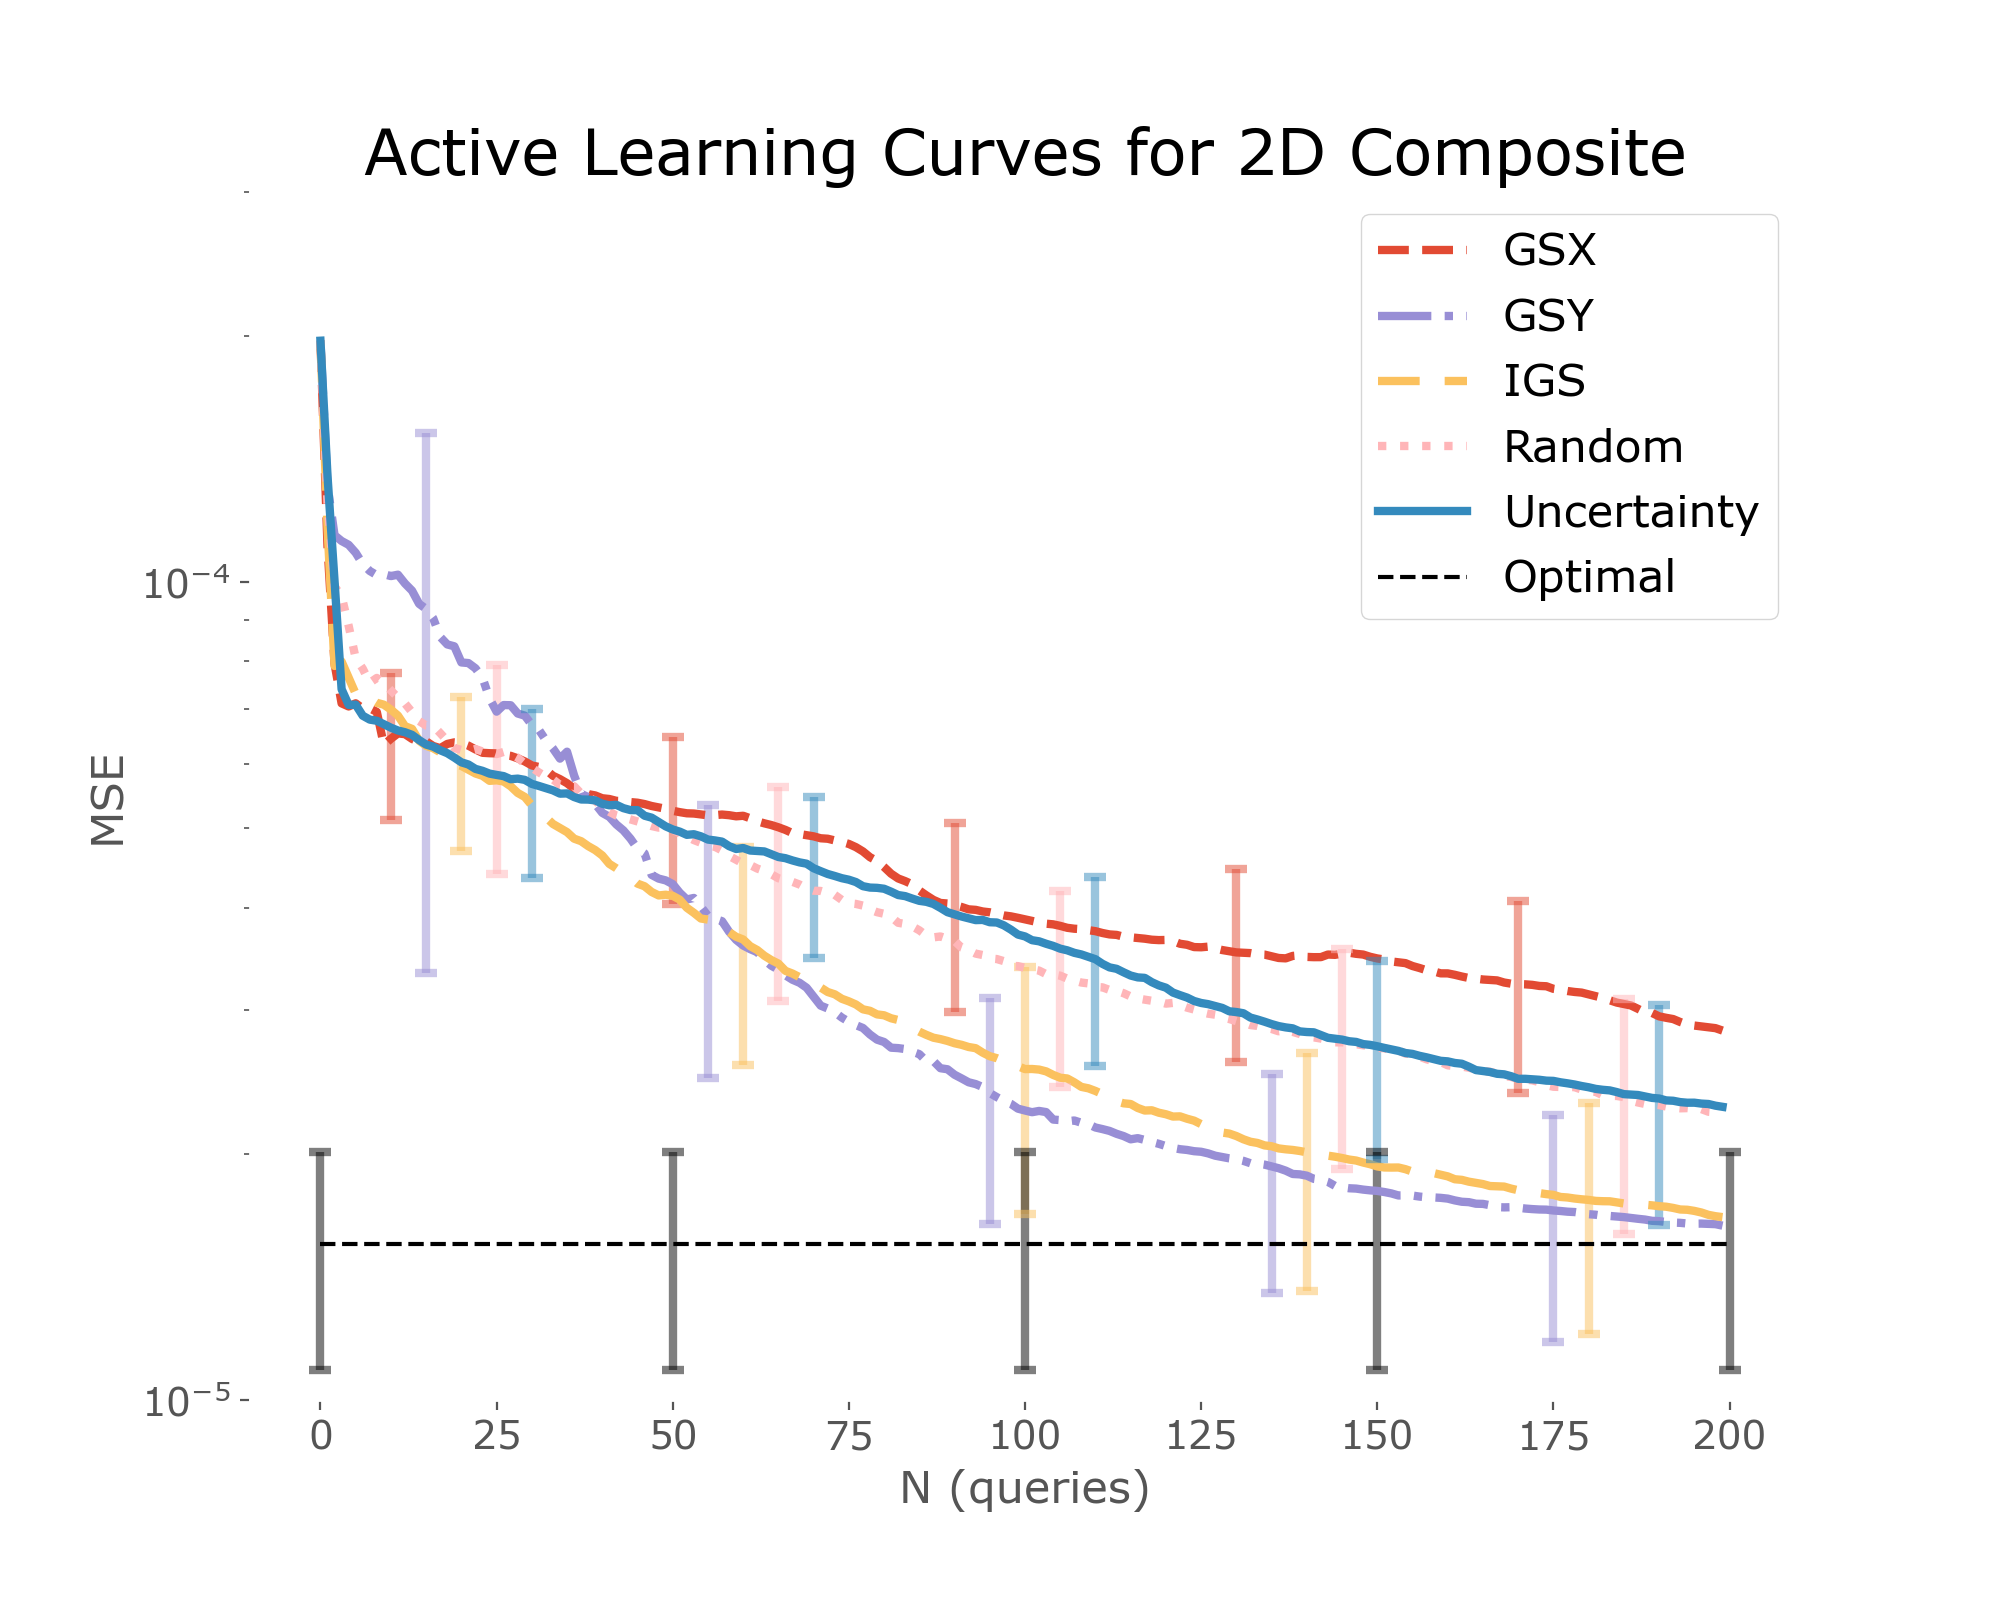 Active Learning Curves for 2D Composite
GSX
GSY
IGS
Random
Uncertainty
Optimal
MSE
10⁻⁴
10⁻⁵
0 25 50 75 100 125 150 175 200
N (queries)